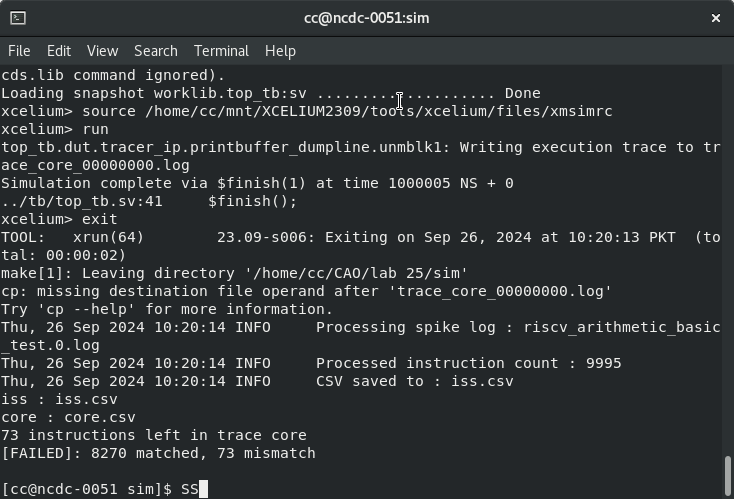 cc@ncdc-0051:sim
File Edit View Search Terminal Help
cds.lib command ignored).
Loading snapshot worklib.top_tb:sv .................... Done
xcelium> source /home/cc/mnt/XCELIUM2309/tools/xcelium/files/xmsimrc
xcelium> run
top_tb.dut.tracer_ip.printbuffer_dumpline.unmblk1: Writing execution trace to tr
ace_core_00000000.log
Simulation complete via $finish(1) at time 1000005 NS + 0
../tb/top_tb.sv:41     $finish();
xcelium> exit
TOOL:   xrun(64)        23.09-s006: Exiting on Sep 26, 2024 at 10:20:13 PKT  (to
tal: 00:00:02)
make[1]: Leaving directory '/home/cc/CAO/lab 25/sim'
cp: missing destination file operand after 'trace_core_00000000.log'
Try 'cp --help' for more information.
Thu, 26 Sep 2024 10:20:14 INFO     Processing spike log : riscv_arithmetic_basic
_test.0.log
Thu, 26 Sep 2024 10:20:14 INFO     Processed instruction count : 9995
Thu, 26 Sep 2024 10:20:14 INFO     CSV saved to : iss.csv
iss : iss.csv
core : core.csv
73 instructions left in trace core
[FAILED]: 8270 matched, 73 mismatch
[cc@ncdc-0051 sim]$ SS